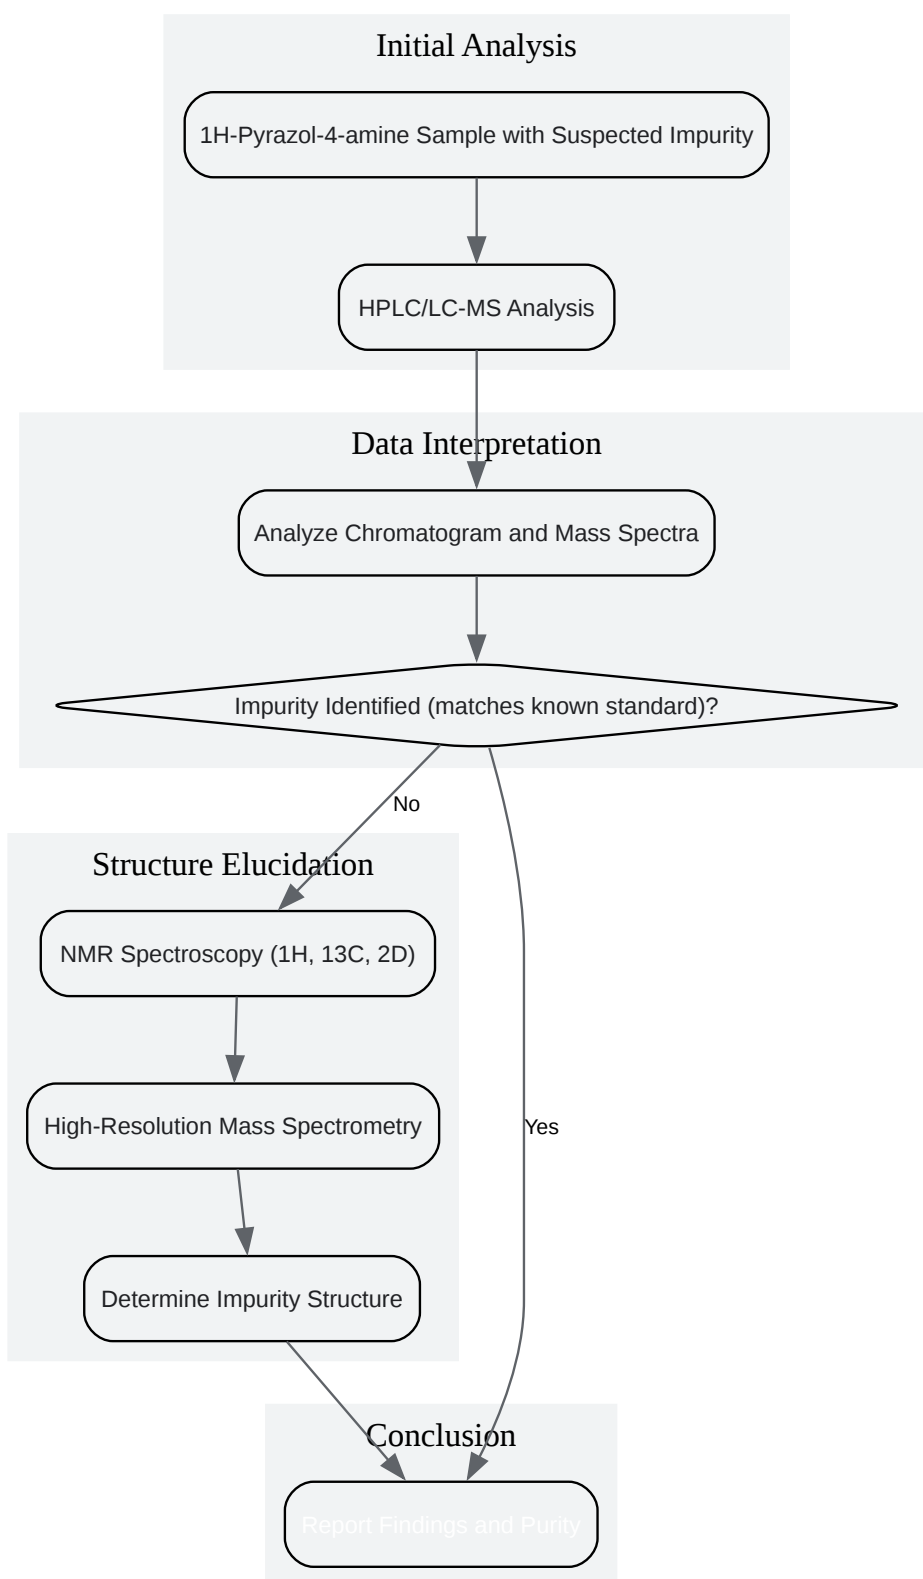 Initial Analysis
1H-Pyrazol-4-amine Sample with Suspected Impurity
HPLC/LC-MS Analysis
Data Interpretation
Analyze Chromatogram and Mass Spectra
Impurity Identified (matches known standard)?
No
Structure Elucidation
NMR Spectroscopy (1H, 13C, 2D)
High-Resolution Mass Spectrometry
Yes
Determine Impurity Structure
Conclusion
Report Findings and Purity